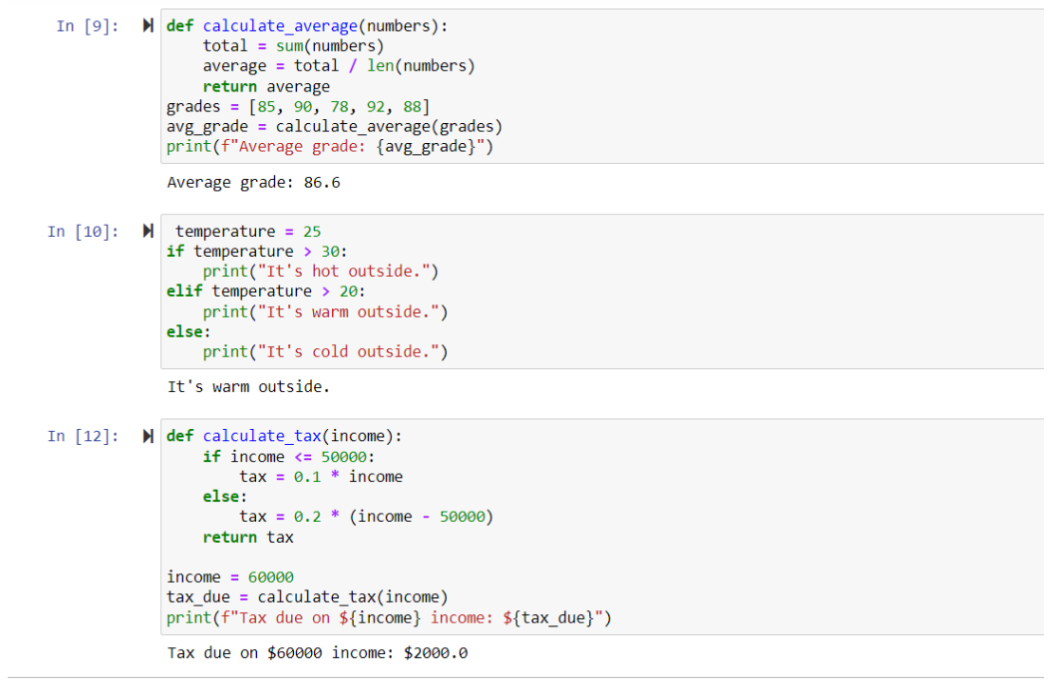 In [9]: def calculate_average(numbers):
    total = sum(numbers)
    average = total / len(numbers)
    return average
grades = [85, 90, 78, 92, 88]
avg_grade = calculate_average(grades)
print(f"Average grade: {avg_grade}")
Average grade: 86.6
In [10]:  temperature = 25
if temperature > 30:
    print("It's hot outside.")
elif temperature > 20:
    print("It's warm outside.")
else:
    print("It's cold outside.")
It's warm outside.
In [12]: def calculate_tax(income):
    if income <= 50000:
        tax = 0.1 * income
    else:
        tax = 0.2 * (income - 50000)
    return tax
income = 60000
tax_due = calculate_tax(income)
print(f"Tax due on ${income} income: ${tax_due}")
Tax due on $60000 income: $2000.0